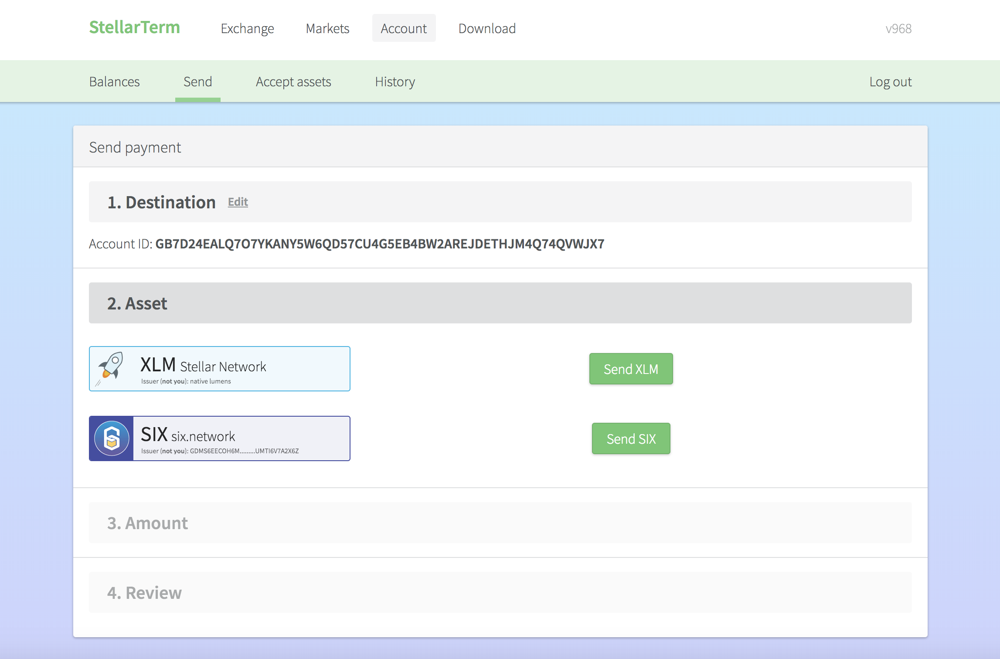 StellarTerm Exchange Markets Account Download v968
Balances Send Accept assets History Log out
Send payment
1. Destination Edit
Account ID: GB7D24EALQ7O7YKANY5W6QD57CU4G5EB4BW2AREJDETHJM4Q74QVWJX7
2. Asset
XLM Stellar Network
Issuer (not you): native lumens
Send XLM
SIX six.network
Issuer (not you): GDMS6EECOH6M.........UMTI6V7A2X6Z
Send SIX
3. Amount
4. Review